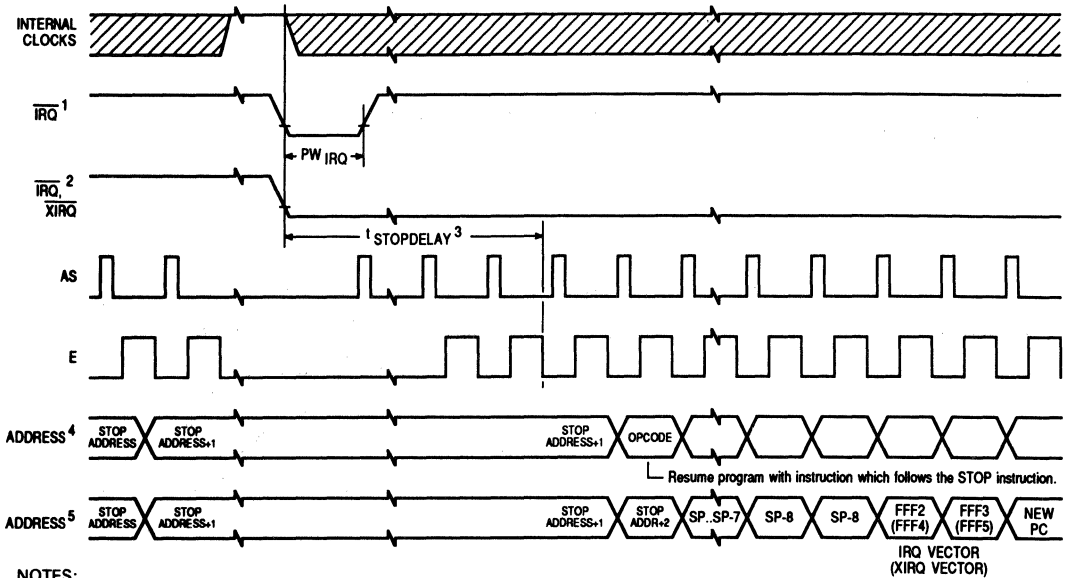 INTERNAL
CLOCKS
IRQ 1
PW IRQ
IRQ, 2
XIRQ
t STOPDELAY 3
AS
E
ADDRESS 4
STOP ADDRESS
STOP ADDRESS+1
STOP ADDRESS+1
OPCODE
Resume program with instruction which follows the STOP instruction.
ADDRESS 5
STOP ADDRESS
STOP ADDRESS+1
STOP ADDRESS+1
STOP ADDR+2
SP..SP-7
SP-8
SP-8
FFF2 (FFF4)
FFF3 (FFF5)
NEW PC
IRQ VECTOR
(XIRQ VECTOR)
NOTES: